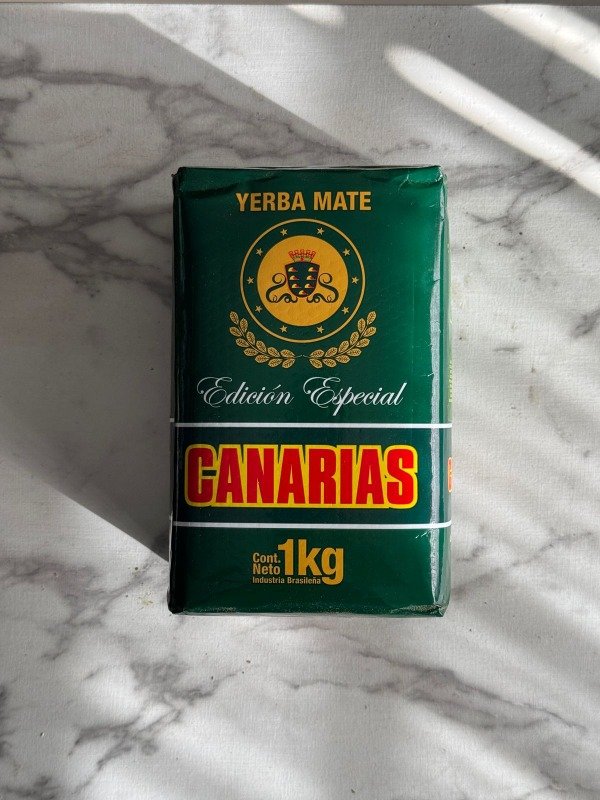 YERBA MATE
Edición Especial
CANARIAS
Cont.
Neto 1kg
Industria Brasileña